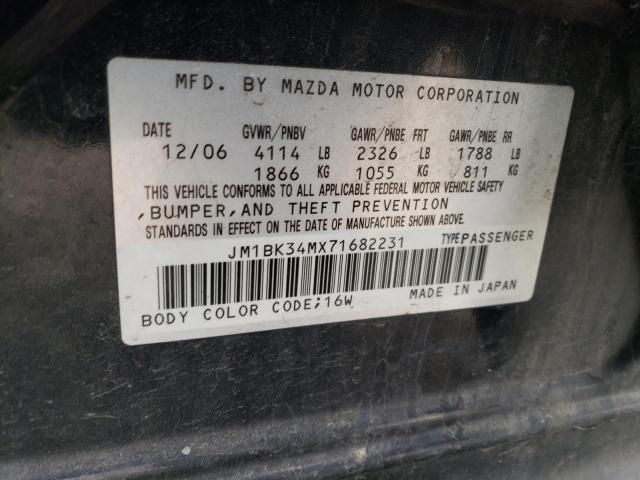 MFD. BY MAZDA MOTOR CORPORATION
DATE GVWR/PNBV GAWR/PNBE FRT GAWR/PNBE RR
12/06 4114 LB 2326 LB 1788 LB
1866 KG 1055 KG 811 KG
THIS VEHICLE CONFORMS TO ALL APPLICABLE FEDERAL MOTOR VEHICLE SAFETY
,BUMPER,AND THEFT PREVENTION
STANDARDS IN EFFECT ON THE DATE OF MANUFACTURE SHOWN ABOVE.
JM1BK34MX71682231 TYPE PASSENGER
BODY COLOR CODE;16W MADE IN JAPAN